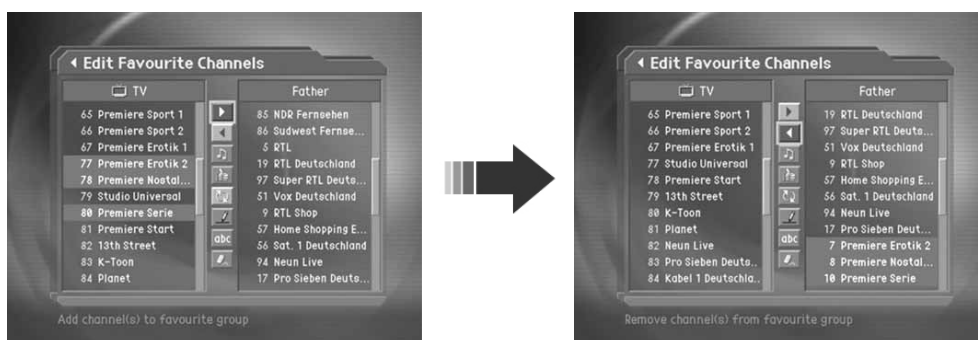 Edit Favourite Channels
TV
65 Premiere Sport 1
66 Premiere Sport 2
67 Premiere Erotik 1
77 Premiere Erotik 2
78 Premiere Nostal...
79 Studio Universal
80 Premiere Serie
81 Premiere Start
82 13th Street
83 K-Toon
84 Planet
abc
Father
85 NDR Fernsehen
86 Sudwest Fernse...
5 RTL
19 RTL Deutschland
97 Super RTL Deuts...
51 Vox Deutschland
9 RTL Shop
57 Home Shopping E...
56 Sat. 1 Deutschland
94 Neun Live
17 Pro Sieben Deuts...
Add channel(s) to favourite group
Edit Favourite Channels
TV
65 Premiere Sport 1
66 Premiere Sport 2
67 Premiere Erotik 1
77 Studio Universal
78 Premiere Start
79 13th Street
80 K-Toon
81 Planet
82 Neun Live
83 Pro Sieben Deuts..
84 Kabel 1 Deutschla..
abc
Father
19 RTL Deutschland
97 Super RTL Deuts...
51 Vox Deutschland
9 RTL Shop
57 Home Shopping E...
56 Sat. 1 Deutschland
94 Neun Live
17 Pro Sieben Deut...
7 Premiere Erotik 2
8 Premiere Nostal...
10 Premiere Serie
Remove channel(s) from favourite group